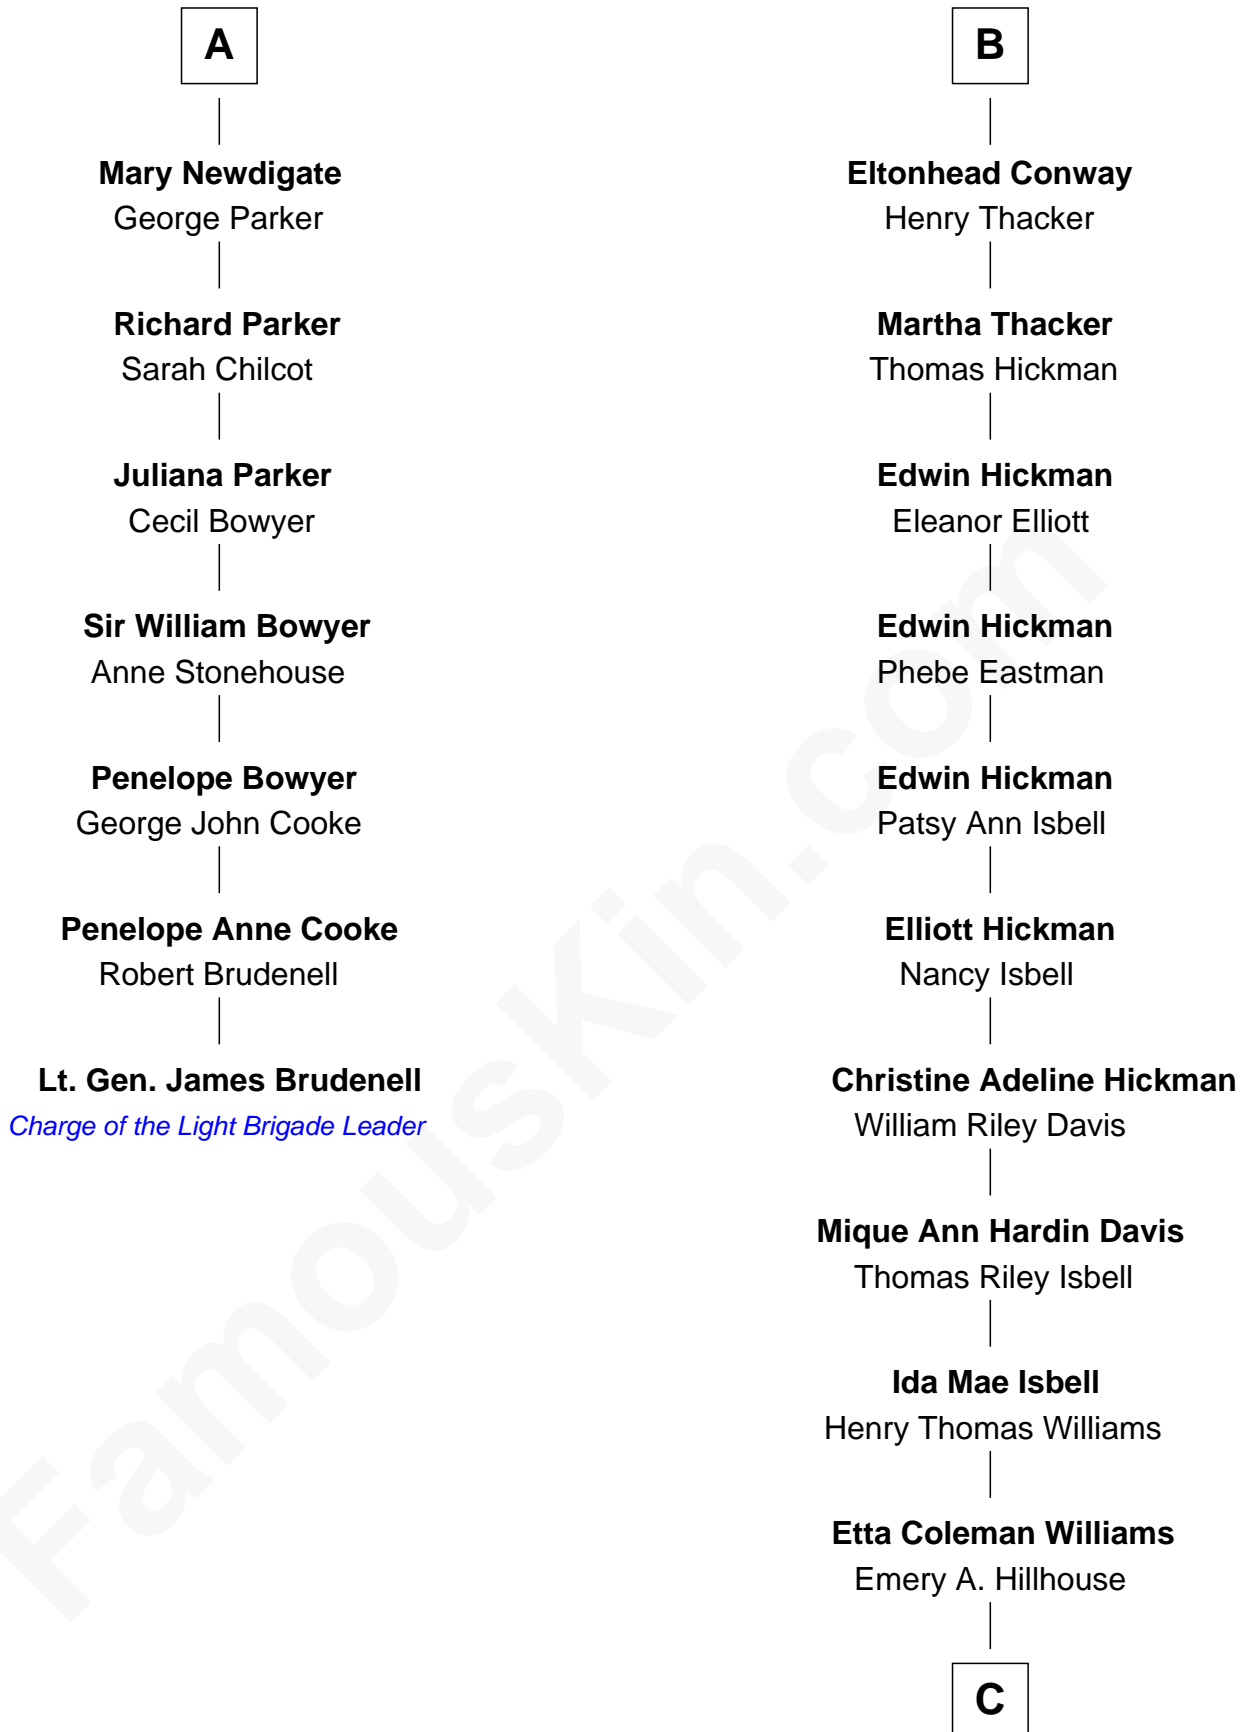 A
Mary Newdigate
George Parker
Richard Parker
Sarah Chilcot
Juliana Parker
Cecil Bowyer
Sir William Bowyer
Anne Stonehouse
Penelope Bowyer
George John Cooke
Penelope Anne Cooke
Robert Brudenell
Lt. Gen. James Brudenell
Charge of the Light Brigade Leader
B
Eltonhead Conway
Henry Thacker
Martha Thacker
Thomas Hickman
Edwin Hickman
Eleanor Elliott
Edwin Hickman
Phebe Eastman
Edwin Hickman
Patsy Ann Isbell
Elliott Hickman
Nancy Isbell
Christine Adeline Hickman
William Riley Davis
Mique Ann Hardin Davis
Thomas Riley Isbell
Ida Mae Isbell
Henry Thomas Williams
Etta Coleman Williams
Emery A. Hillhouse
C
FamousKin.com